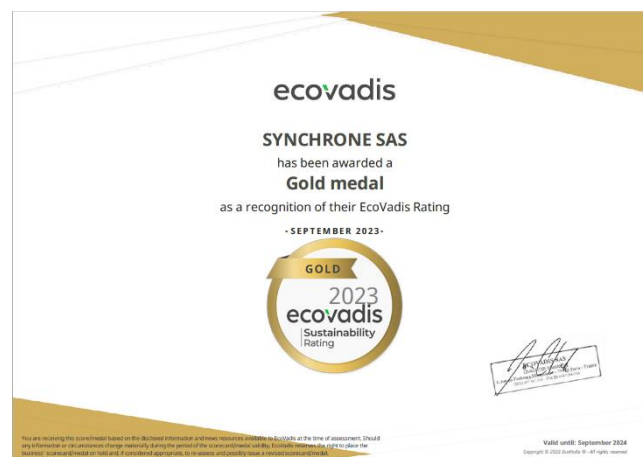 ecovadis
SYNCHRONE SAS
has been awarded a
Gold medal
as a recognition of their EcoVadis Rating
- SEPTEMBER 2023-
GOLD
2023
ecovadis
Sustainability
Rating
ECOVADIS SAS
You are receiving this score/medal based on the disclosed information and news resources available to EcoVadis at the time of assessment. Should
any information or circumstances change materially during the period of the scorecard/medal validity, EcoVadis reserves the right to place the
business' scorecard/medal on hold and, if considered appropriate, to re-assess and possibly issue a revised scorecard/medal.
Valid until: September 2024
Copyright © 2022 EcoVadis ® - All rights reserved